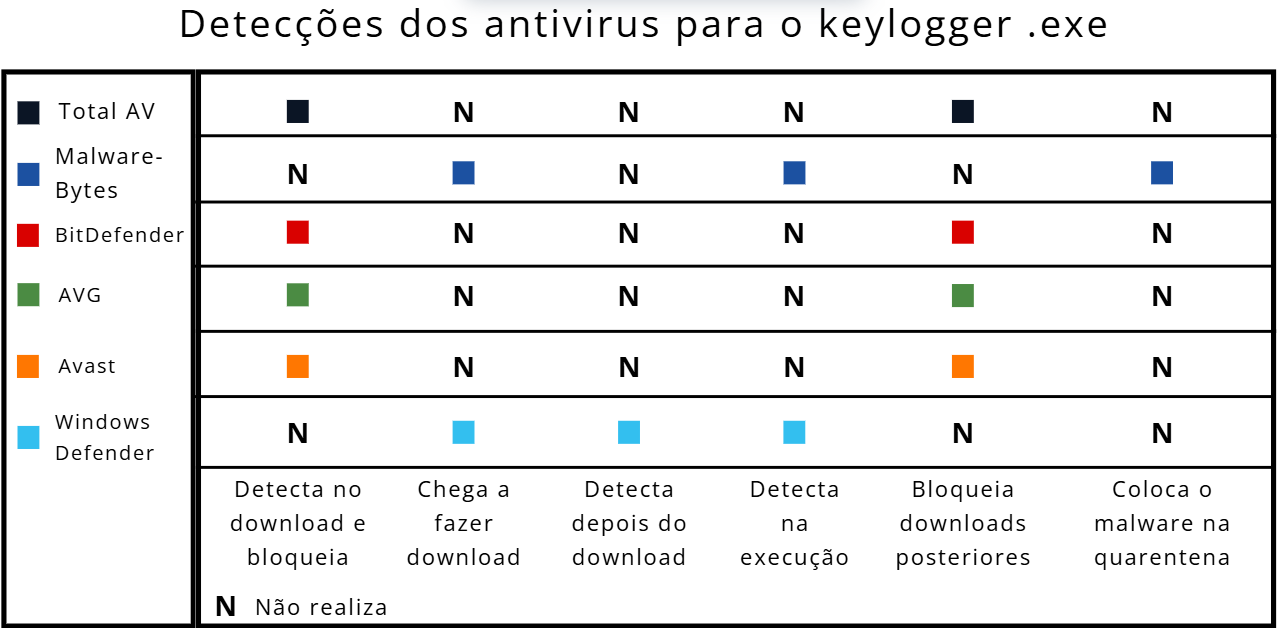 Detecções dos antivirus para o keylogger .exe
Total AV N N N N
Malware-
Bytes N N N
BitDefender N N N N
AVG N N N N
Avast N N N N
Windows
Defender N N N
Detecta no Chega a Detecta Detecta Bloqueia Coloca o
download e fazer depois do na downloads malware na
bloqueia download download execução posteriores quarentena
N Não realiza